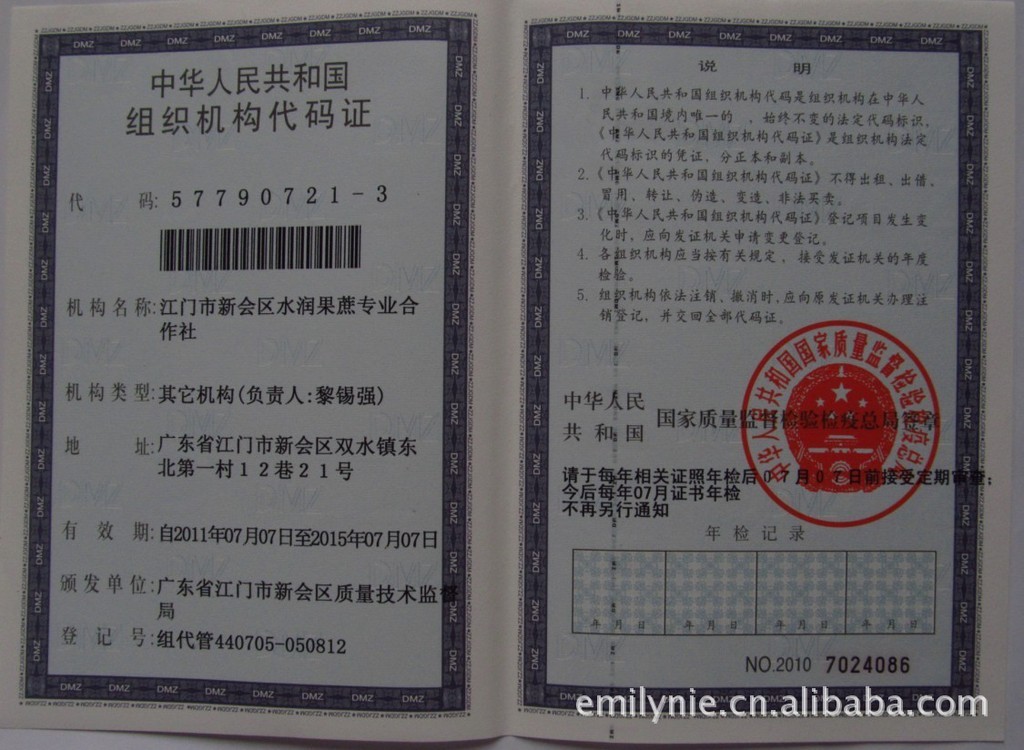 中华人民共和国
组织机构代码证
代 码: 57790721-3
机构名称: 江门市新会区水润果蔗专业合
作社
机构类型: 其它机构(负责人:黎锡强)
地 址: 广东省江门市新会区双水镇东
北第一村12巷21号
有 效 期: 自2011年07月07日至2015年07月07日
颁发单位: 广东省江门市新会区质量技术监督
局
登 记 号: 组代管440705-050812
说 明
1. 中华人民共和国组织机构代码是组织机构在中华人
民共和国境内唯一的 、始终不变的法定代码标识,
《中华人民共和国组织机构代码证》是组织机构法定
代码标识的凭证, 分正本和副本。
2.《中华人民共和国组织机构代码证》不得出租、出借、
冒用、转让、伪造、变造、非法买卖。
3.《中华人民共和国组织机构代码证》登记项目发生变
化时, 应向发证机关申请变更登记。
4. 各组织机构应当按有关规定, 接受发证机关的年度
检验。
5. 组织机构依法注销、撤消时, 应向原发证机关办理注
销登记, 并交回全部代码证。
中华人民
共 和 国
国家质量监督检验检疫总局签章
中华人民共和国国家质量监督检验检疫总局
请于每年相关证照年检后07月07日前接受定期审查;
今后每年07月证书年检
不再另行通知
年检记录
年 月 日 年 月 日 年 月 日 年 月 日
NO.2010 7024086
emilynie.cn.alibaba.com